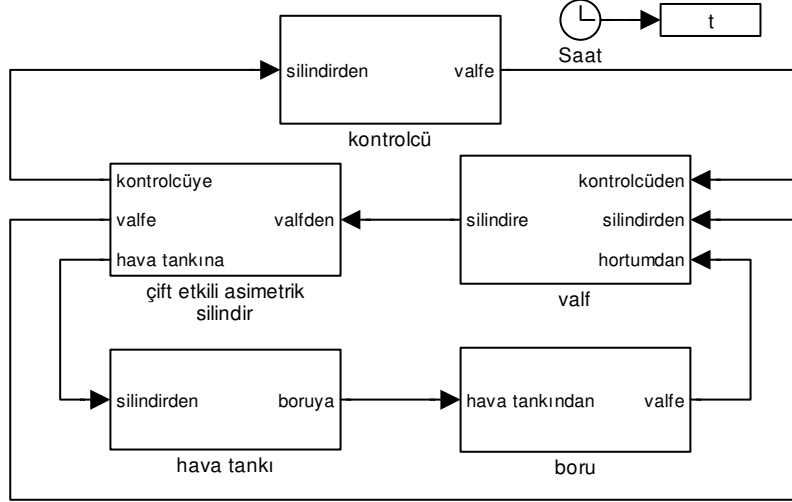 t
Saat
silindirden
valfe
kontrolcü
kontrolcüye
valfe
hava tankına
valfden
çift etkili asimetrik
silindir
silindire
kontrolcüden
silindirden
hortumdan
valf
silindirden
boruya
hava tankı
hava tankından
valfe
boru